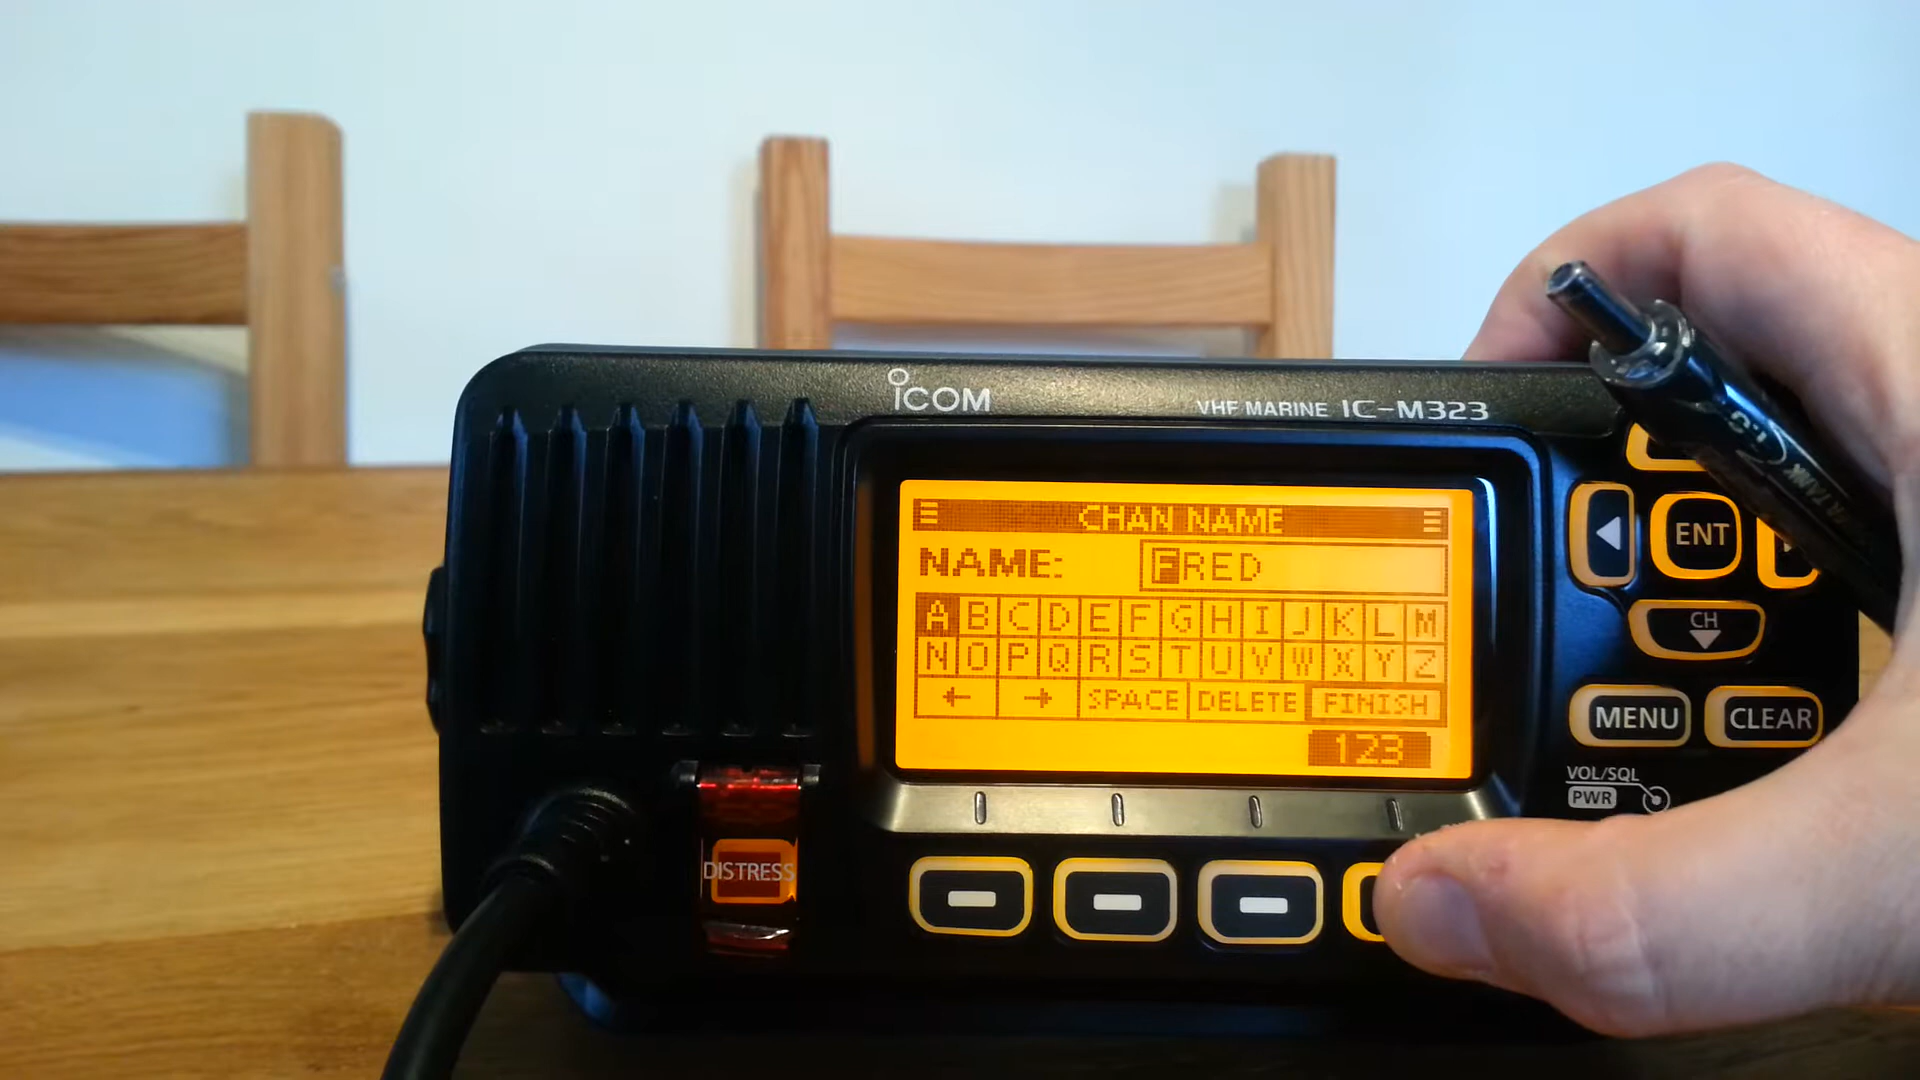 iCOM
VHF MARINE IC-M323
CHAN NAME
NAME: FRED
A B C D E F G H I J K L M
N O P Q R S T U V W X Y Z
← → SPACE DELETE FINISH
123
ENT
CH
MENU CLEAR
VOL/SQL
PWR
DISTRESS